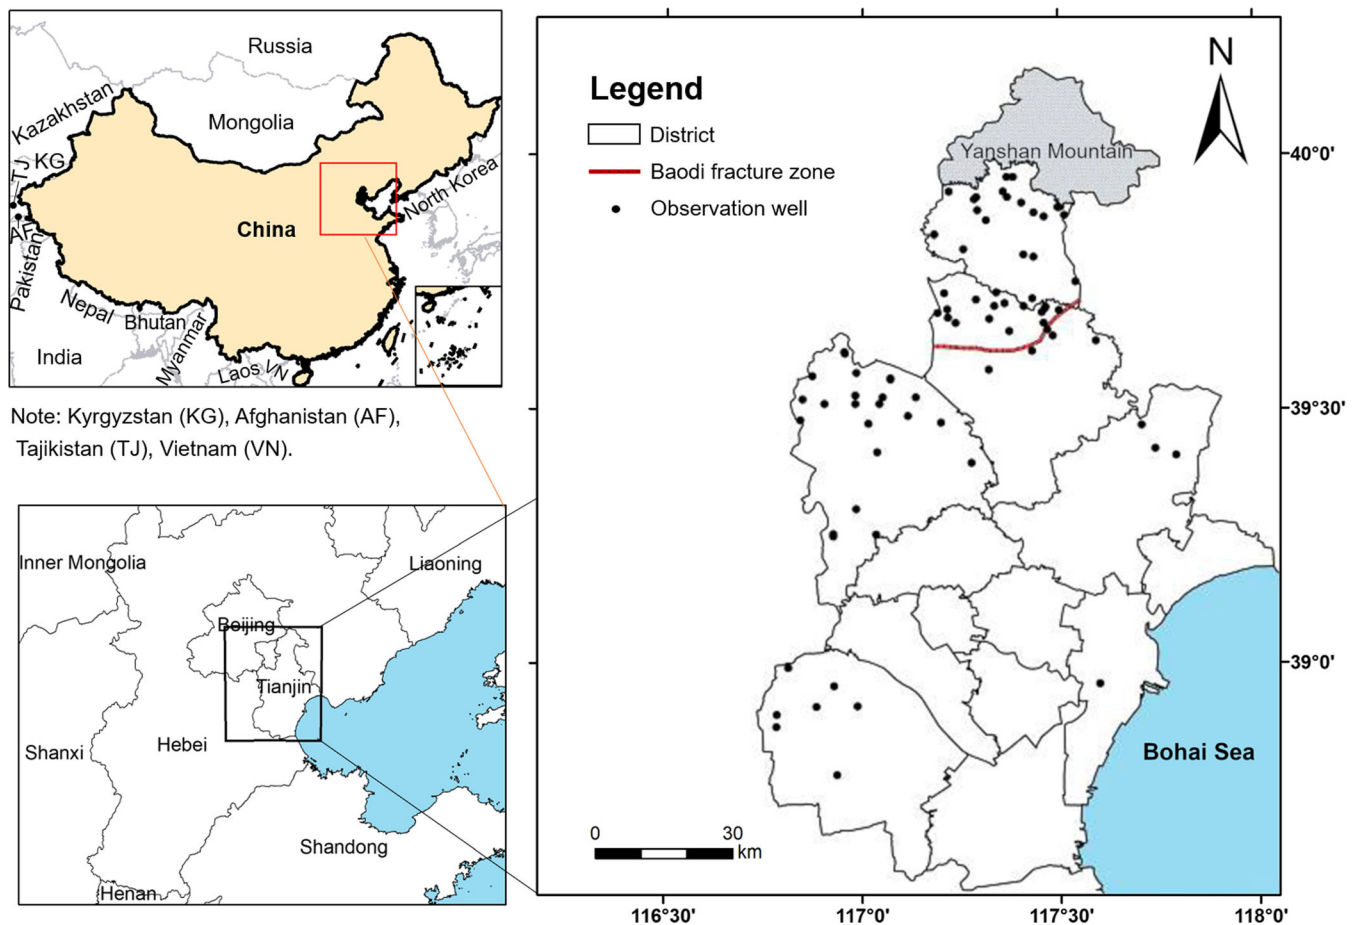 Russia
Kazakhstan
Mongolia
TJ
KG
North Korea
China
AF
Pakistan
Nepal
Bhutan
Myanmar
India
Laos
VN
Note: Kyrgyzstan (KG), Afghanistan (AF),
Tajikistan (TJ), Vietnam (VN).
Inner Mongolia
Liaoning
Beijing
Tianjin
Shanxi
Hebei
Shandong
Henan
Legend
District
Baodi fracture zone
Observation well
N
Yanshan Mountain
40°0'
39°30'
39°0'
Bohai Sea
0 30
km
116°30' 117°0' 117°30' 118°0'